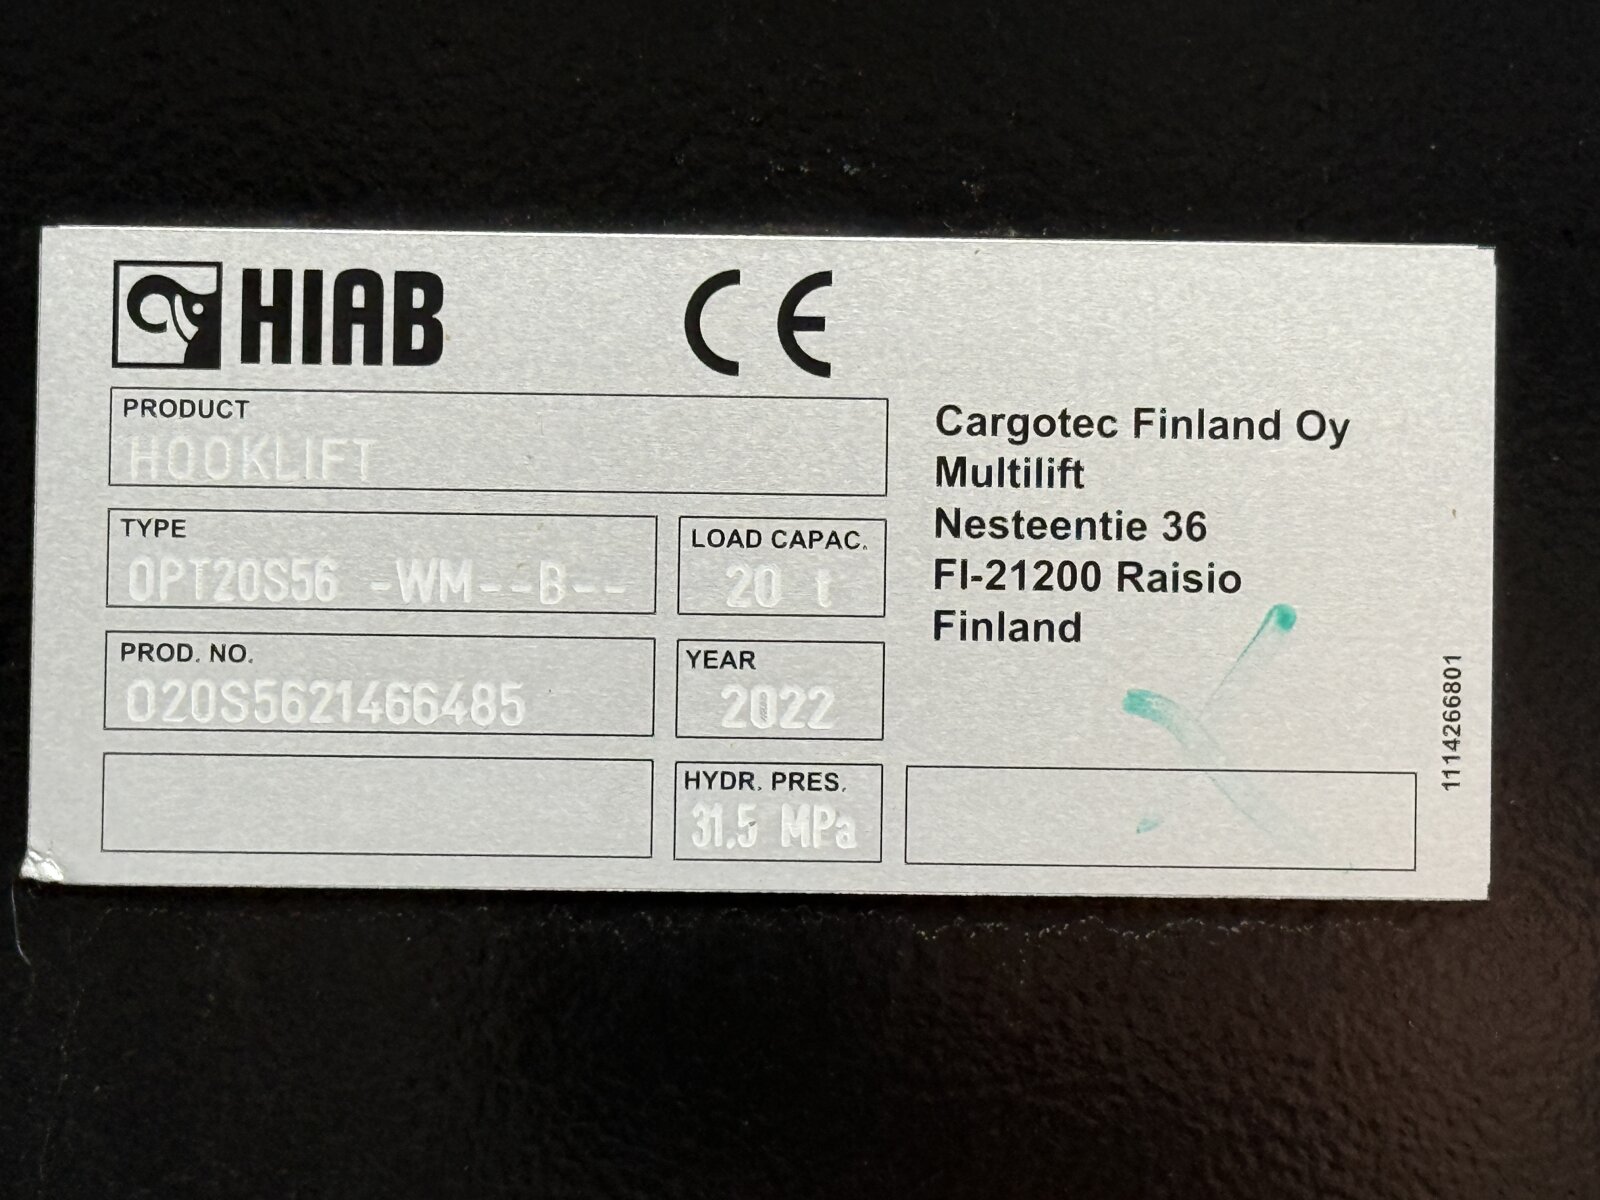 HIAB
CE
PRODUCT
HOOKLIFT
TYPE
OPT20S56 -WM--B--
LOAD CAPAC.
20 t
PROD. NO.
O20S5621466485
YEAR
2022
HYDR. PRES.
31.5 MPa
Cargotec Finland Oy
Multilift
Nesteentie 36
FI-21200 Raisio
Finland
1114266801